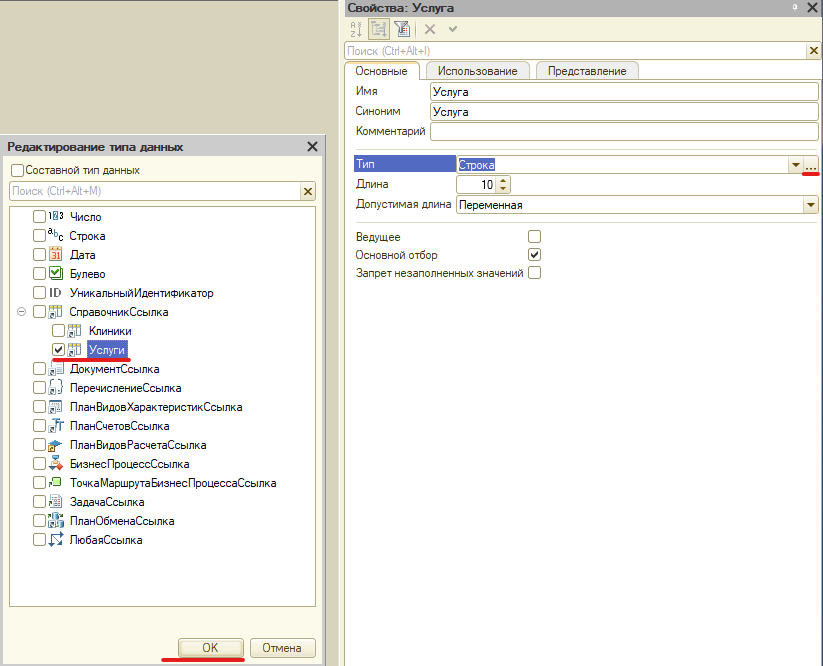 Свойства: Услуга
Поиск (Ctrl+Alt+I)
Основные
Использование
Представление
Имя
Услуга
Синоним
Услуга
Комментарий
Тип
Строка
...
Длина
10
Допустимая длина
Переменная
Ведущее
Основной отбор
Запрет незаполненных значений
Редактирование типа данных
Составной тип данных
Поиск (Ctrl+Alt+M)
Число
Строка
Дата
Булево
ID УникальныйИдентификатор
СправочникСсылка
Клиники
Услуги
ДокументСсылка
ПеречислениеСсылка
ПланВидовХарактеристикСсылка
ПланСчетовСсылка
ПланВидовРасчетаСсылка
БизнесПроцессСсылка
ТочкаМаршрутаБизнесПроцессаСсылка
ЗадачаСсылка
ПланОбменаСсылка
ЛюбаяСсылка
OK
Отмена